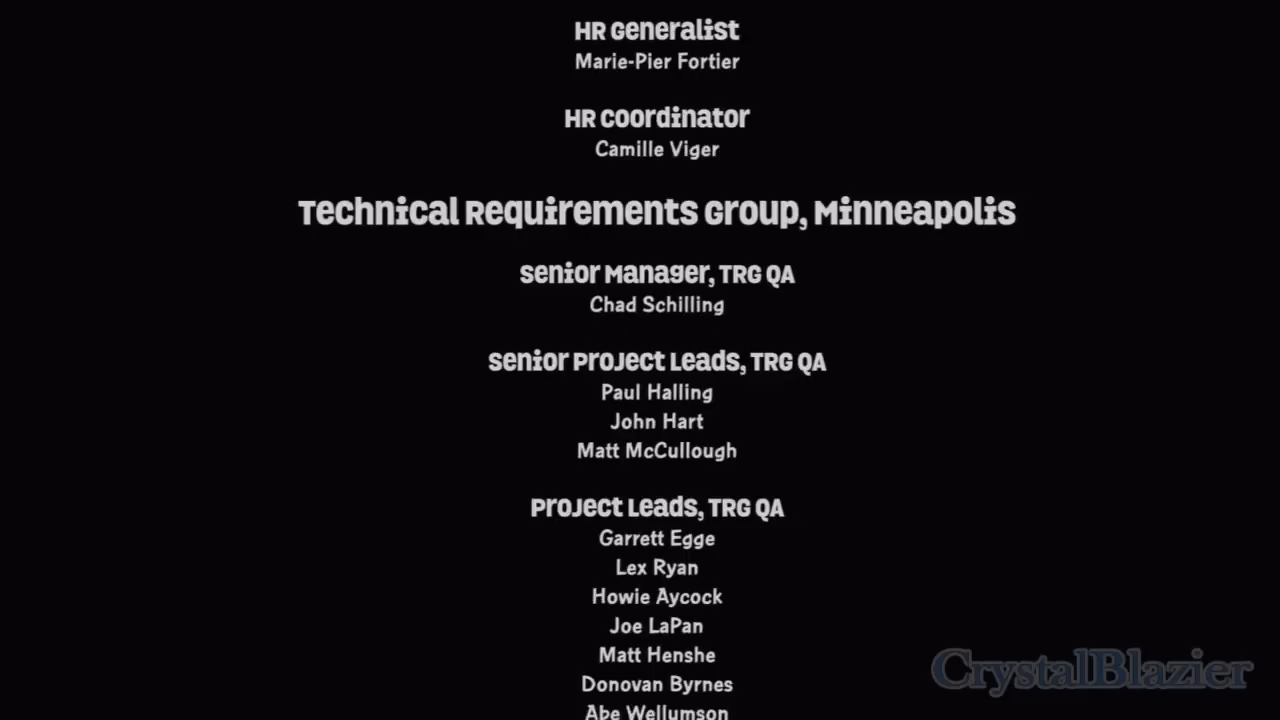 HR Generalist
Marie-Pier Fortier
HR Coordinator
Camille Viger
Technical Requirements Group, Minneapolis
Senior Manager, TRG QA
Chad Schilling
Senior Project Leads, TRG QA
Paul Halling
John Hart
Matt McCullough
Project Leads, TRG QA
Garrett Egge
Lex Ryan
Howie Aycock
Joe LaPan
Matt Henshe
Donovan Byrnes
Abe Wellumson
CrystalBlazier